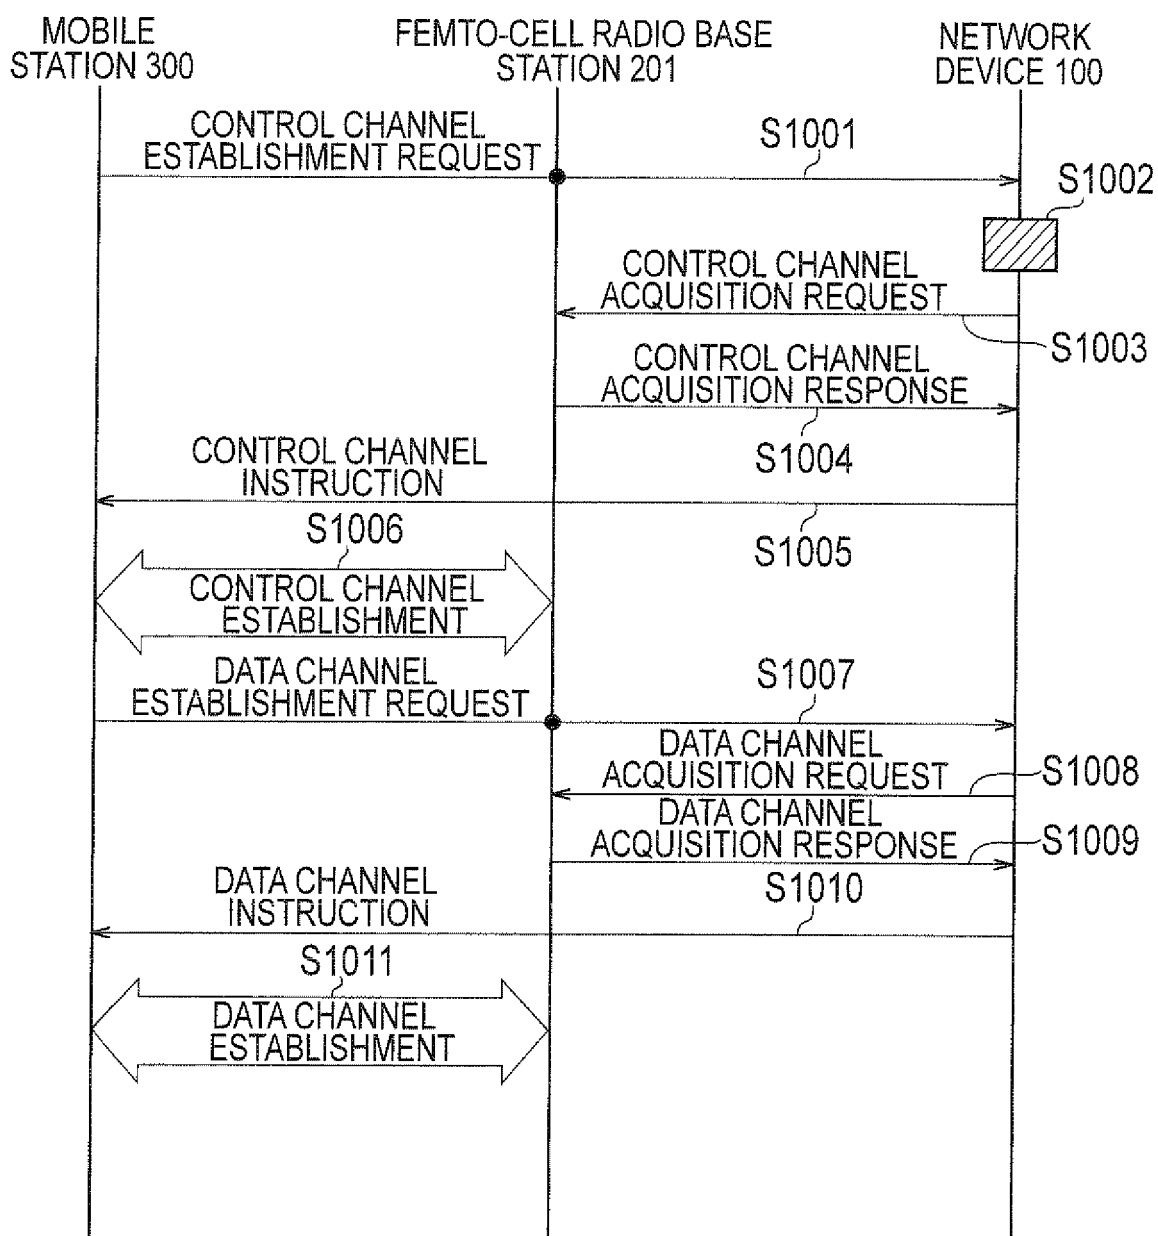 MOBILE
STATION 300
FEMTO-CELL RADIO BASE
STATION 201
NETWORK
DEVICE 100
CONTROL CHANNEL
ESTABLISHMENT REQUEST
S1001
S1002
CONTROL CHANNEL
ACQUISITION REQUEST
S1003
CONTROL CHANNEL
ACQUISITION RESPONSE
S1004
CONTROL CHANNEL
INSTRUCTION
S1005
S1006
CONTROL CHANNEL
ESTABLISHMENT
DATA CHANNEL
ESTABLISHMENT REQUEST
S1007
DATA CHANNEL
ACQUISITION REQUEST
S1008
DATA CHANNEL
ACQUISITION RESPONSE
S1009
DATA CHANNEL
INSTRUCTION
S1010
S1011
DATA CHANNEL
ESTABLISHMENT